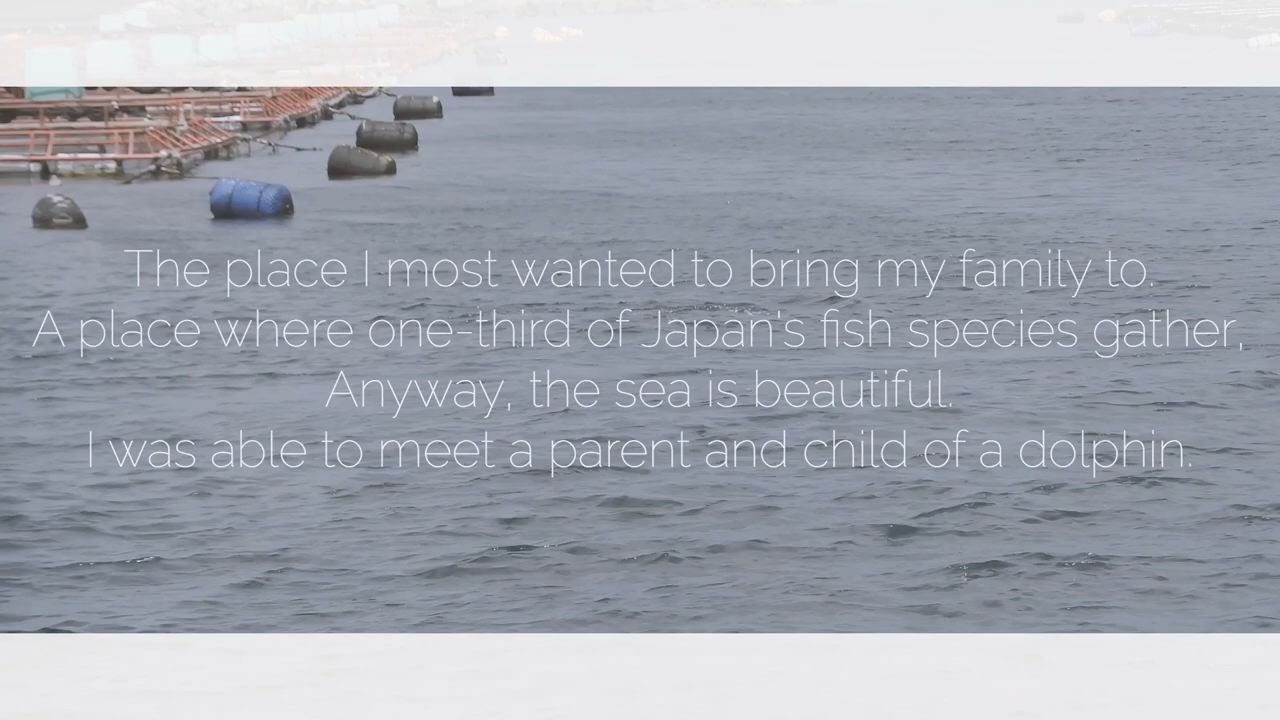 The place I most wanted to bring my family to.
A place where one-third of Japan's fish species gather,
Anyway, the sea is beautiful.
I was able to meet a parent and child of a dolphin.